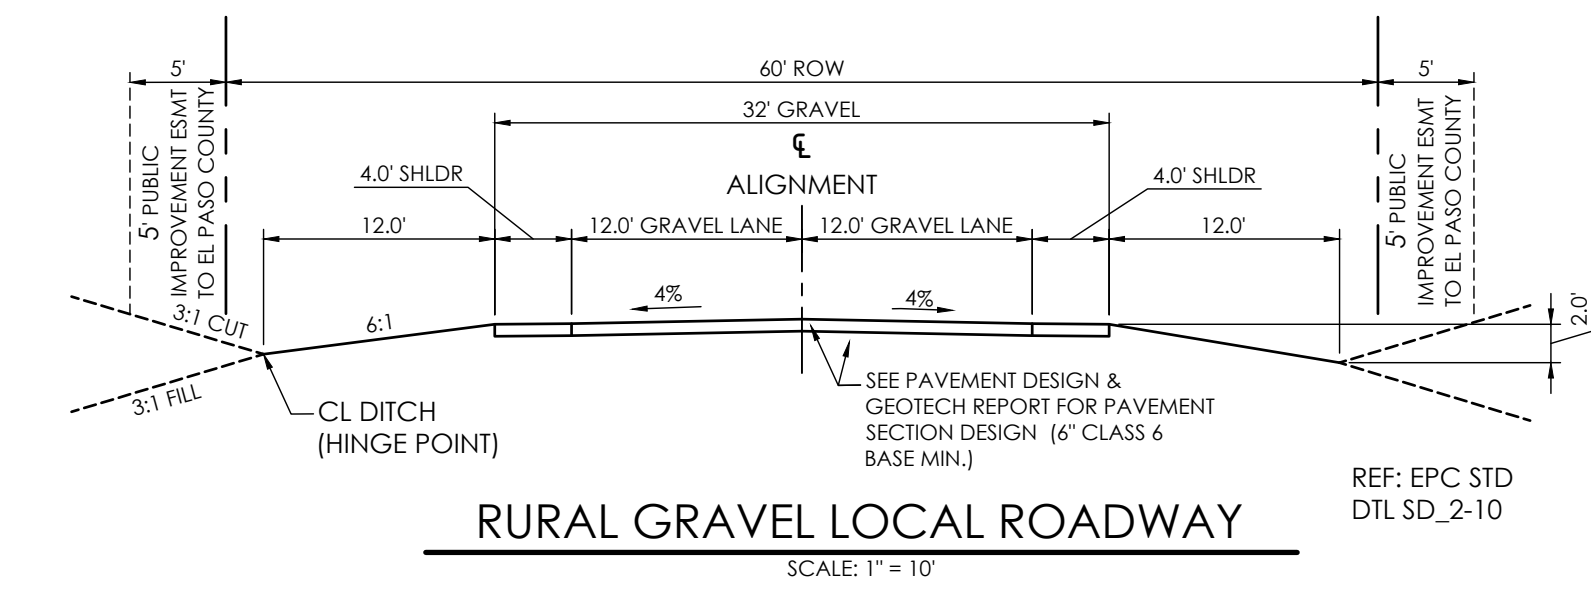 5'
60' ROW
5'
5' PUBLIC
IMPROVEMENT ESMT
TO EL PASO COUNTY
32' GRAVEL
℄
ALIGNMENT
4.0' SHLDR
4.0' SHLDR
5' PUBLIC
IMPROVEMENT ESMT
TO EL PASO COUNTY
12.0'
12.0' GRAVEL LANE
12.0' GRAVEL LANE
12.0'
3:1 CUT
6:1
4%
4%
2.0'
3:1 FILL
CL DITCH
(HINGE POINT)
SEE PAVEMENT DESIGN &
GEOTECH REPORT FOR PAVEMENT
SECTION DESIGN (6" CLASS 6
BASE MIN.)
REF: EPC STD
DTL SD_2-10
RURAL GRAVEL LOCAL ROADWAY
SCALE: 1" = 10'